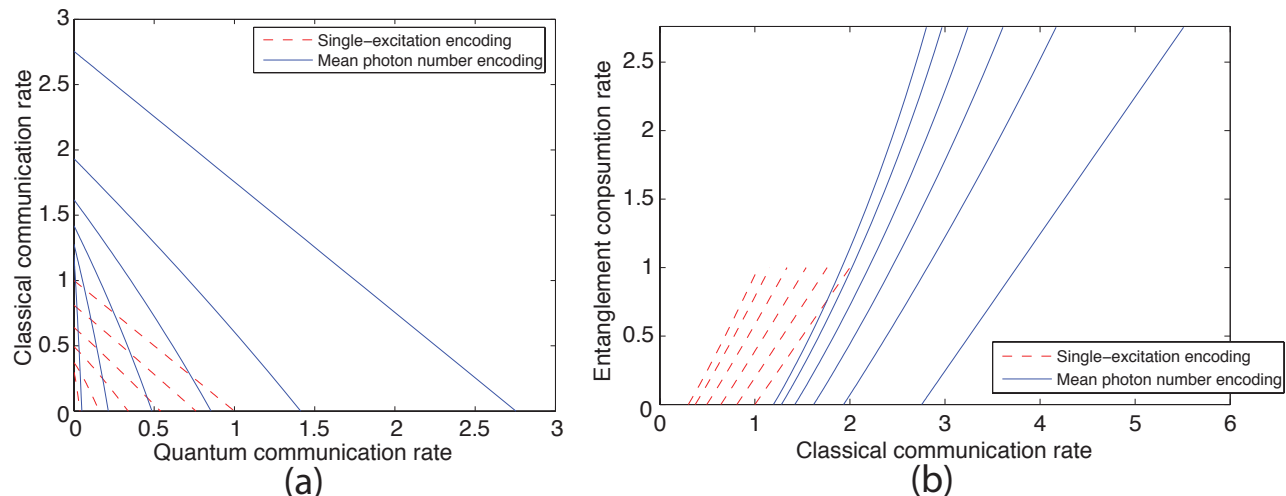 3
2.5
2
1.5
1
0.5
0
Classical communication rate
Single-excitation encoding
Mean photon number encoding
0
0.5
1
1.5
2
2.5
3
Quantum communication rate
(a)
2.5
2
1.5
1
0.5
0
Entanglement conpsumtion rate
Single-excitation encoding
Mean photon number encoding
0
1
2
3
4
5
6
Classical communication rate
(b)